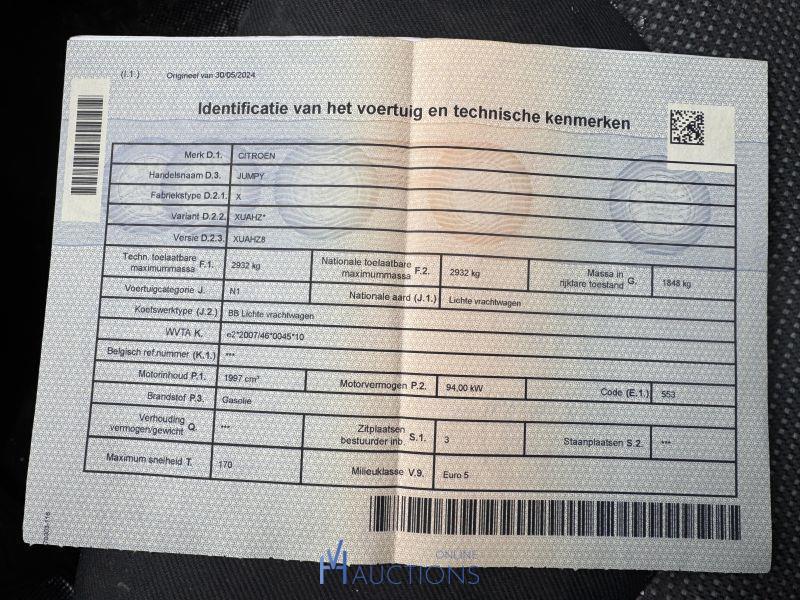 (I.1.) Origineel van 30/05/2024
Identificatie van het voertuig en technische kenmerken
Merk D.1. CITROEN
Handelsnaam D.3. JUMPY
Fabriekstype D.2.1. X
Variant D.2.2. XUAHZ*
Versie D.2.3. XUAHZ8
Techn. toelaatbare maximummassa F.1. 2932 kg Nationale toelaatbare maximummassa F.2. 2932 kg Massa in rijklare toestand G. 1848 kg
Voertuigcategorie J. N1 Nationale aard (J.1.) Lichte vrachtwagen
Koetswerktype (J.2.) BB Lichte vrachtwagen
WVTA K. e2*2007/46*0045*10
Belgisch ref.nummer (K.1.) ***
Motorinhoud P.1. 1997 cm³ Motorvermogen P.2. 94,00 kW Code (E.1.) 553
Brandstof P.3. Gasolie
Verhouding vermogen/gewicht Q. *** Zitplaatsen bestuurder inb. S.1. 3 Staanplaatsen S.2. ***
Maximum snelheid T. 170 Milieuklasse V.9. Euro 5
VH ONLINE
AUCTIONS